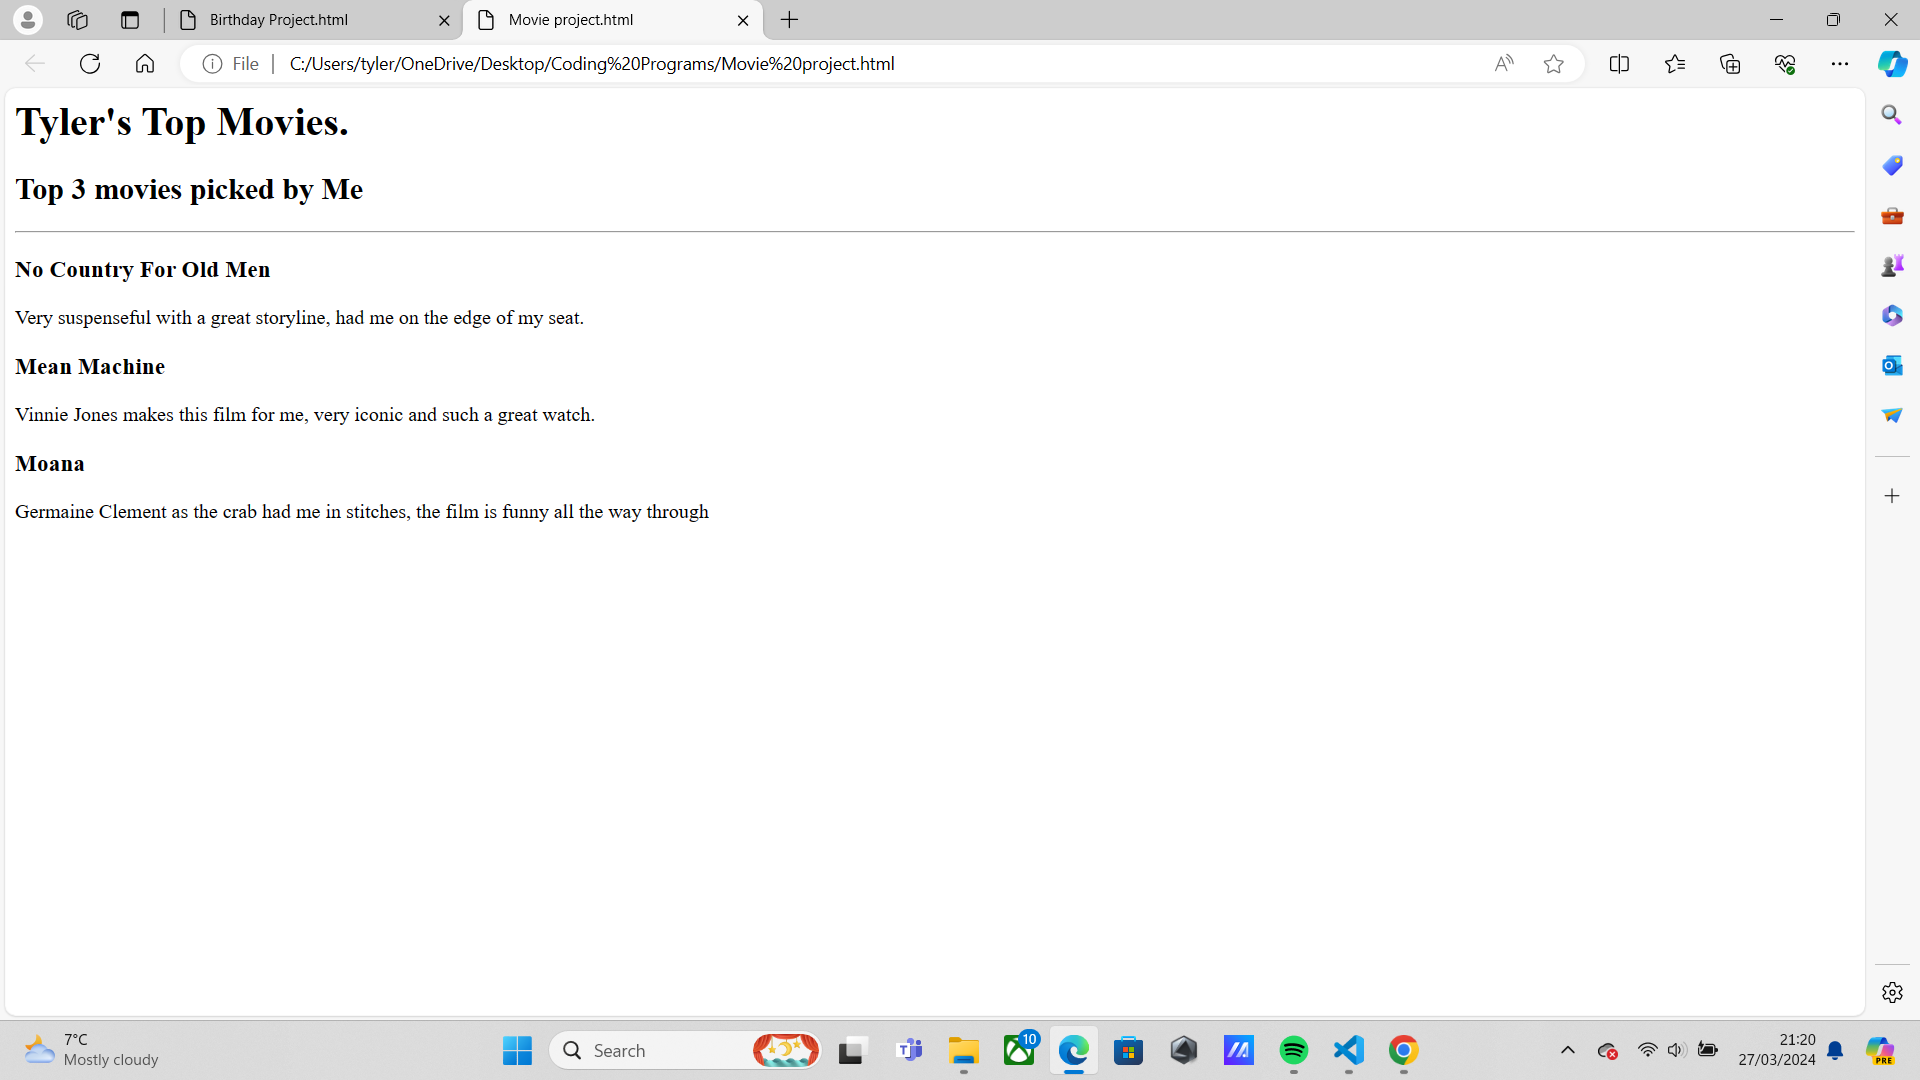 Birthday Project.html
Movie project.html
File
C:/Users/tyler/OneDrive/Desktop/Coding%20Programs/Movie%20project.html
Tyler's Top Movies.
Top 3 movies picked by Me
No Country For Old Men
Very suspenseful with a great storyline, had me on the edge of my seat.
Mean Machine
Vinnie Jones makes this film for me, very iconic and such a great watch.
Moana
Germaine Clement as the crab had me in stitches, the film is funny all the way through
7°C
Mostly cloudy
Search
10
21:20
27/03/2024
PRE